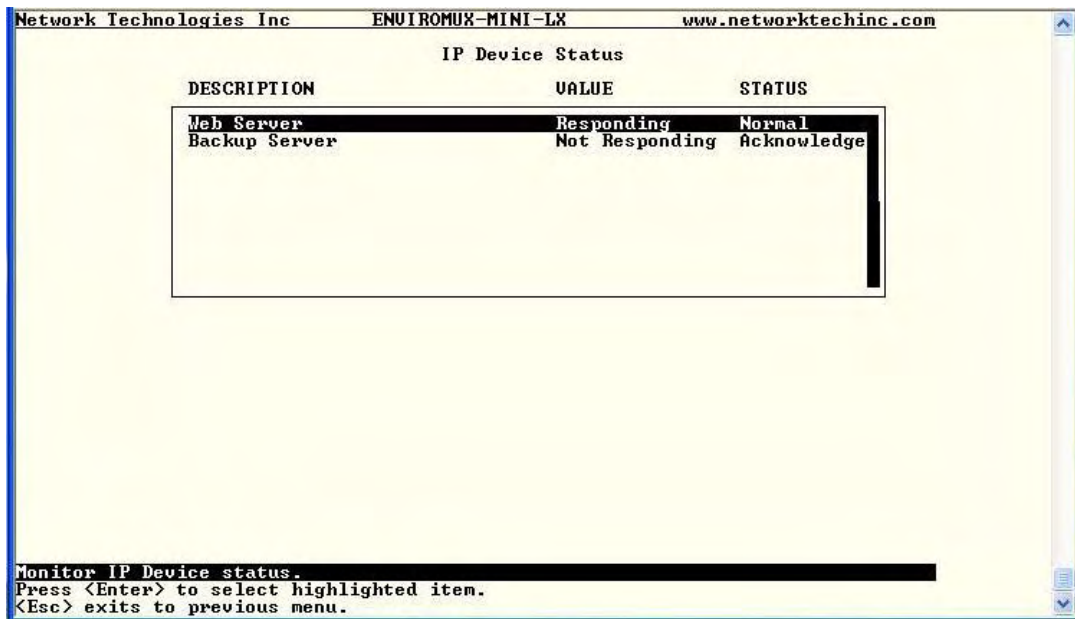 Network Technologies Inc ENVIROMUX-MINI-LX www.networktechinc.com
IP Device Status
DESCRIPTION VALUE STATUS
Web Server Responding Normal
Backup Server Not Responding Acknowledge
Monitor IP Device status.
Press <Enter> to select highlighted item.
<Esc> exits to previous menu.